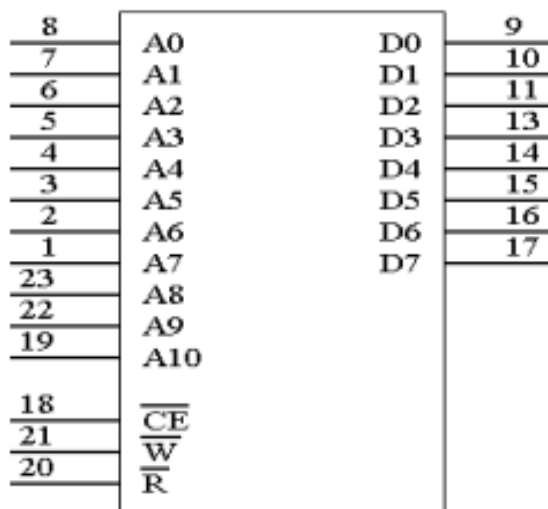 8 A0 D0 9
7 A1 D1 10
6 A2 D2 11
5 A3 D3 13
4 A4 D4 14
3 A5 D5 15
2 A6 D6 16
1 A7 D7 17
23 A8
22 A9
19 A10
18 C̅E̅
21 W̅
20 R̅